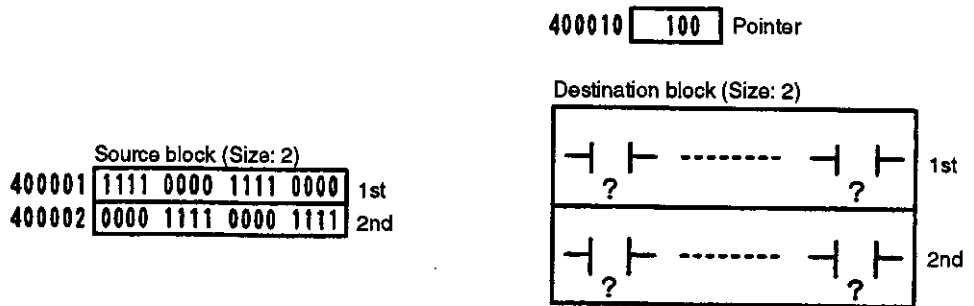 400010 100 Pointer
Destination block (Size: 2)
? ? 1st
? ? 2nd
Source block (Size: 2)
400001 1111 0000 1111 0000 1st
400002 0000 1111 0000 1111 2nd